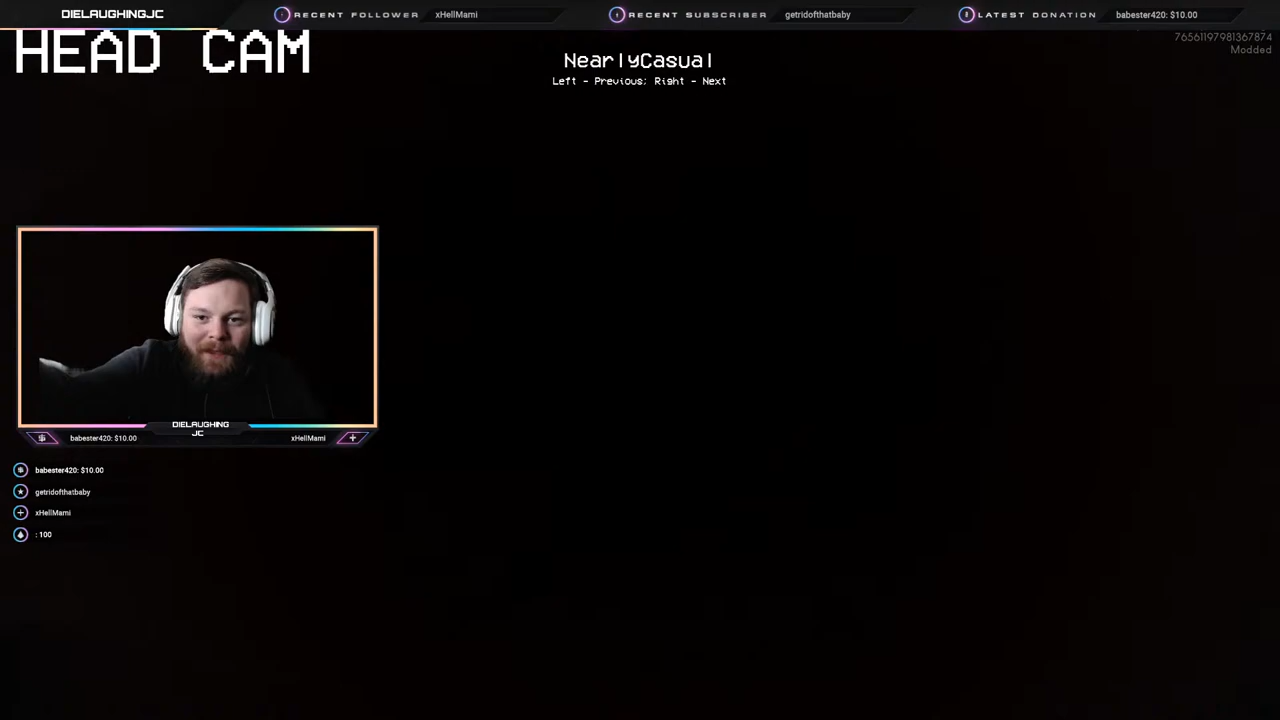 DIELAUGHINGJC
RECENT FOLLOWER xHellMami
RECENT SUBSCRIBER getridofthatbaby
LATEST DONATION babester420: $10.00
76561197981367874
Modded
HEAD CAM
NearlyCasual
Left - Previous; Right - Next
DIELAUGHING
JC
babester420: $10.00
xHellMami
babester420: $10.00
getridofthatbaby
xHellMami
: 100